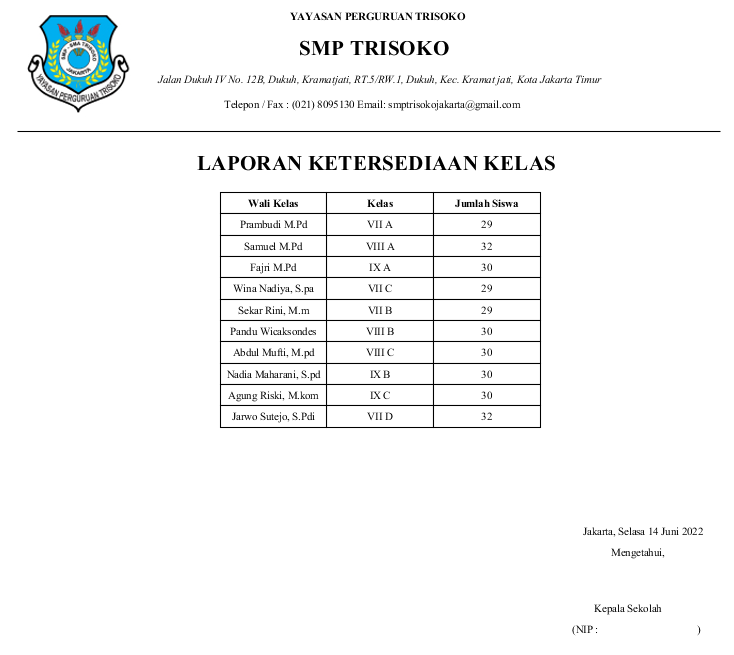 YAYASAN PERGURUAN TRISOKO
SMP TRISOKO
Jalan Dukuh IV No. 12B, Dukuh, Kramatjati, RT.5/RW.1, Dukuh, Kec. Kramat jati, Kota Jakarta Timur
Telepon / Fax : (021) 8095130 Email: smptrisokojakarta@gmail.com
SMP - SMA TRISOKO
JAKARTA
YAYASAN PERGURUAN TRISOKO
LAPORAN KETERSEDIAAN KELAS
Wali Kelas Kelas Jumlah Siswa
Prambudi M.Pd VII A 29
Samuel M.Pd VIII A 32
Fajri M.Pd IX A 30
Wina Nadiya, S.pa VII C 29
Sekar Rini, M.m VII B 29
Pandu Wicaksondes VIII B 30
Abdul Mufti, M.pd VIII C 30
Nadia Maharani, S.pd IX B 30
Agung Riski, M.kom IX C 30
Jarwo Sutejo, S.Pdi VII D 32
Jakarta, Selasa 14 Juni 2022
Mengetahui,
Kepala Sekolah
(NIP : )